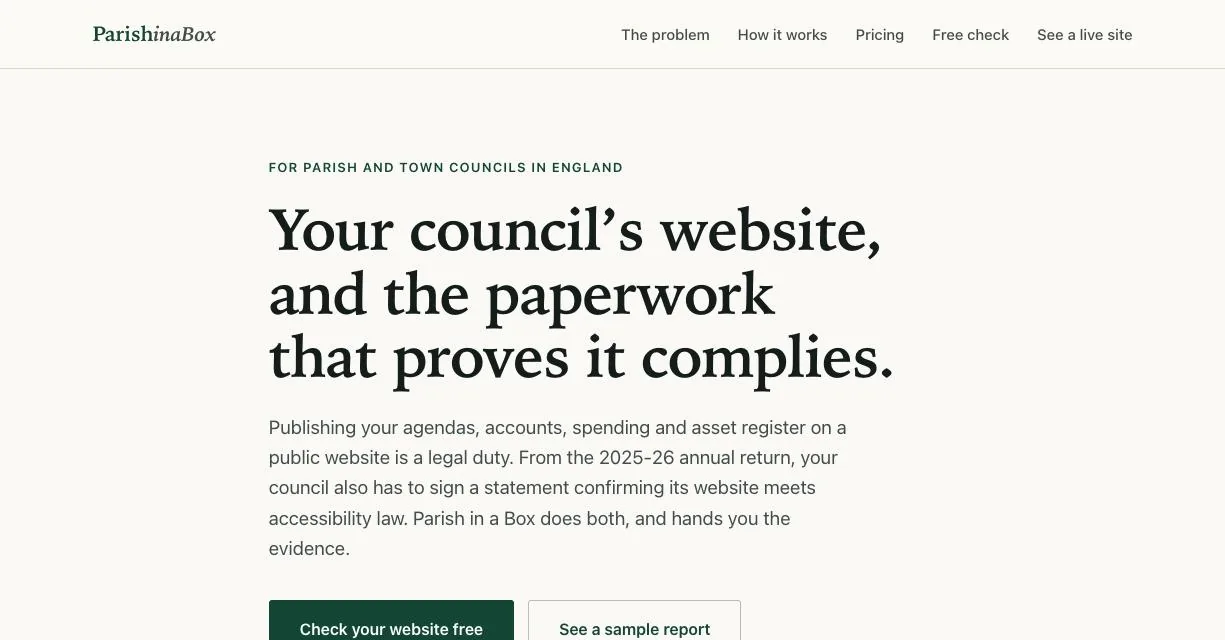 ParishinaBox
The problem
How it works
Pricing
Free check
See a live site
FOR PARISH AND TOWN COUNCILS IN ENGLAND
Your council’s website,
and the paperwork
that proves it complies.
Publishing your agendas, accounts, spending and asset register on a
public website is a legal duty. From the 2025-26 annual return, your
council also has to sign a statement confirming its website meets
accessibility law. Parish in a Box does both, and hands you the
evidence.
Check your website free
See a sample report